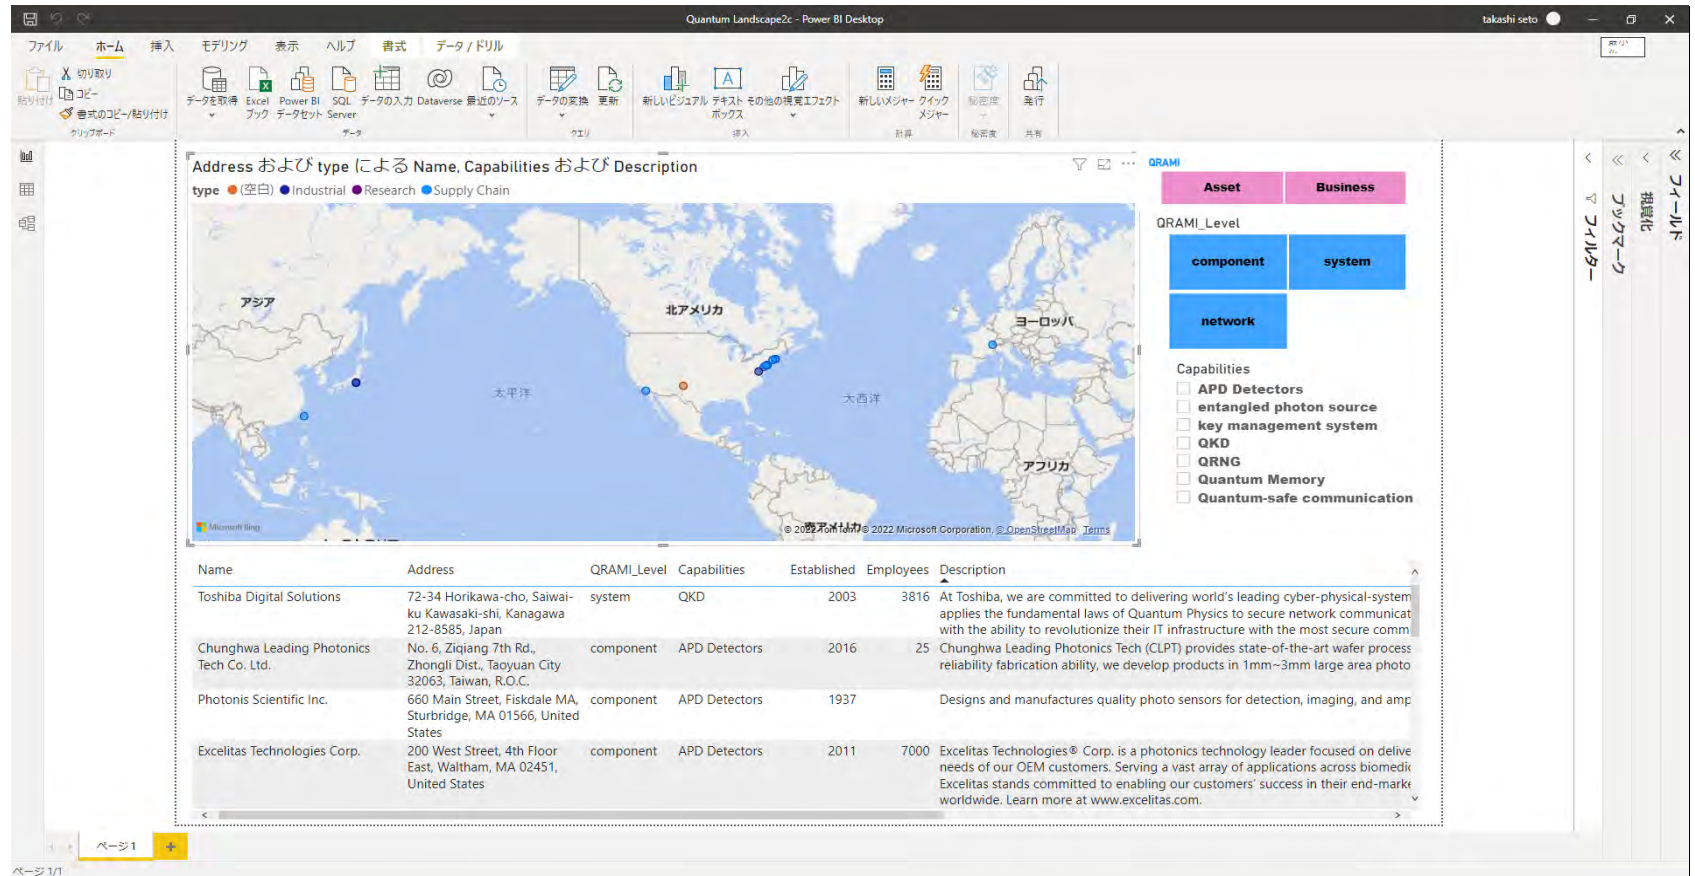 Quantum Landscape2c - Power BI Desktop
takashi seto
ファイル ホーム 挿入 モデリング 表示 ヘルプ 書式 データ / ドリル
貼り付け
切り取り
コピー
書式のコピー/貼り付け
クリップボード
データを取得
Excel ブック
Power BI データセット
SQL Server
データの入力
Dataverse
最近のソース
データ
データの変換
更新
クエリ
新しいビジュアル
テキスト ボックス
その他の視覚エフェクト
挿入
新しいメジャー
クイック メジャー
計算
秘密度
秘密度
発行
共有
Address および type による Name, Capabilities および Description
type (空白) Industrial Research Supply Chain
アジア
北アメリカ
ヨーロッパ
太平洋
大西洋
アフリカ
南アメリカ
Microsoft Bing
© 2022 TomTom, © 2022 Microsoft Corporation, © OpenStreetMap Terms
QRAMI
Asset Business
QRAMI_Level
component system
network
Capabilities
APD Detectors
entangled photon source
key management system
QKD
QRNG
Quantum Memory
Quantum-safe communication
フィルター
ブックマーク
視覚化
フィールド
Name Address QRAMI_Level Capabilities Established Employees Description
Toshiba Digital Solutions 72-34 Horikawa-cho, Saiwai- system QKD 2003 3816 At Toshiba, we are committed to delivering world's leading cyber-physical-system
ku Kawasaki-shi, Kanagawa applies the fundamental laws of Quantum Physics to secure network communicat
212-8585, Japan with the ability to revolutionize their IT infrastructure with the most secure comm
Chunghwa Leading Photonics No. 6, Ziqiang 7th Rd., component APD Detectors 2016 25 Chunghwa Leading Photonics Tech (CLPT) provides state-of-the-art wafer process
Tech Co. Ltd. Zhongli Dist., Taoyuan City reliability fabrication ability, we develop products in 1mm~3mm large area photo
32063, Taiwan, R.O.C.
Photonis Scientific Inc. 660 Main Street, Fiskdale MA, component APD Detectors 1937 Designs and manufactures quality photo sensors for detection, imaging, and amp
Sturbridge, MA 01566, United
States
Excelitas Technologies Corp. 200 West Street, 4th Floor component APD Detectors 2011 7000 Excelitas Technologies® Corp. is a photonics technology leader focused on delive
East, Waltham, MA 02451, needs of our OEM customers. Serving a vast array of applications across biomedic
United States Excelitas stands committed to enabling our customers' success in their end-marke
worldwide. Learn more at www.excelitas.com.
ページ1
ページ 1/1